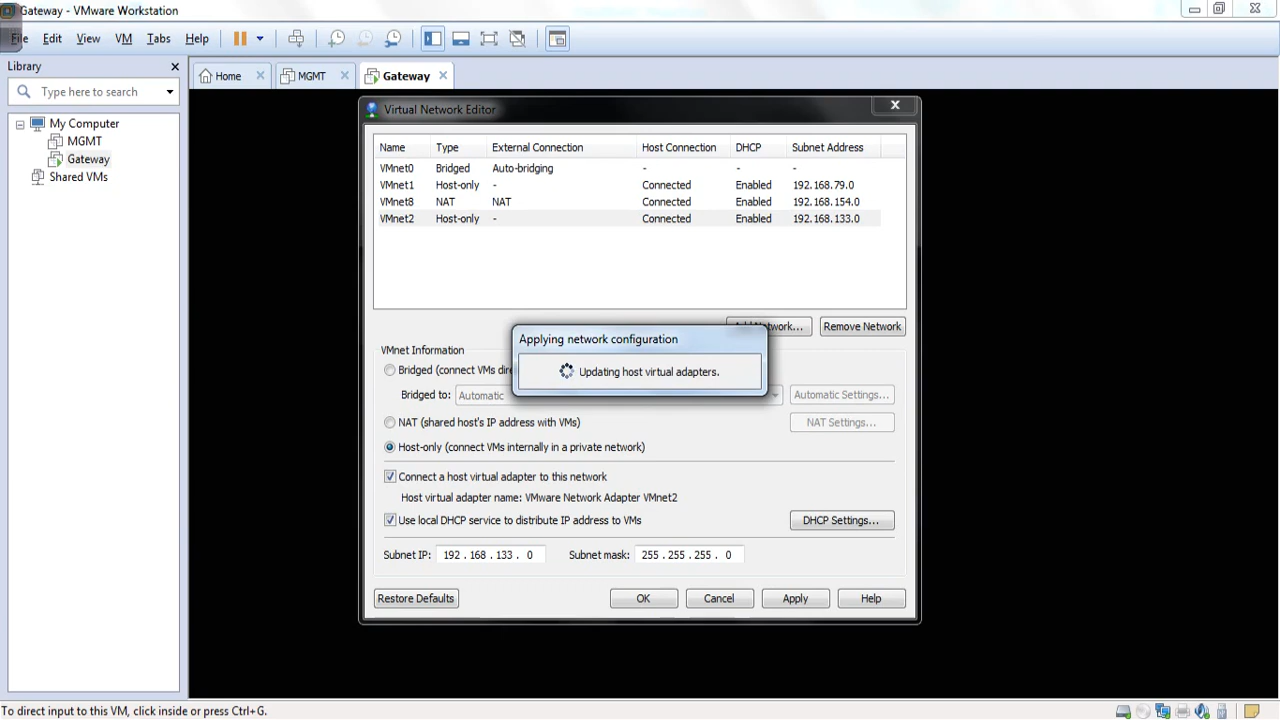 Gateway - VMware Workstation
File Edit View VM Tabs Help
Library
Type here to search
My Computer
MGMT
Gateway
Shared VMs
Home MGMT Gateway
Virtual Network Editor
Name Type External Connection Host Connection DHCP Subnet Address
VMnet0 Bridged Auto-bridging - - -
VMnet1 Host-only - Connected Enabled 192.168.79.0
VMnet8 NAT NAT Connected Enabled 192.168.154.0
VMnet2 Host-only - Connected Enabled 192.168.133.0
Add Network... Remove Network
Applying network configuration
Updating host virtual adapters.
VMnet Information
Bridged (connect VMs dire
Bridged to: Automatic Automatic Settings...
NAT (shared host's IP address with VMs) NAT Settings...
Host-only (connect VMs internally in a private network)
Connect a host virtual adapter to this network
Host virtual adapter name: VMware Network Adapter VMnet2
Use local DHCP service to distribute IP address to VMs DHCP Settings...
Subnet IP: 192 . 168 . 133 . 0 Subnet mask: 255 . 255 . 255 . 0
Restore Defaults OK Cancel Apply Help
To direct input to this VM, click inside or press Ctrl+G.